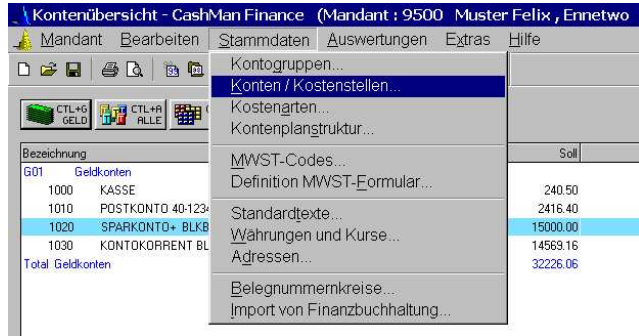 Kontenübersicht - CashMan Finance (Mandant : 9500 Muster Felix , Ennetwo
Mandant Bearbeiten Stammdaten Auswertungen Extras Hilfe
Kontogruppen...
Konten / Kostenstellen...
Kostenarten...
Kontenplanstruktur...
MWST-Codes...
Definition MWST-Formular...
Standardtexte...
Währungen und Kurse...
Adressen...
Belegnummernkreise...
Import von Finanzbuchhaltung...
CTL+G GELD
CTL+A ALLE
Bezeichnung Soll
G01 Geldkonten
1000 KASSE 240.50
1010 POSTKONTO 40-1234 2416.40
1020 SPARKONTO+ BLKB 15000.00
1030 KONTOKORRENT BL 14569.16
Total Geldkonten 32226.06